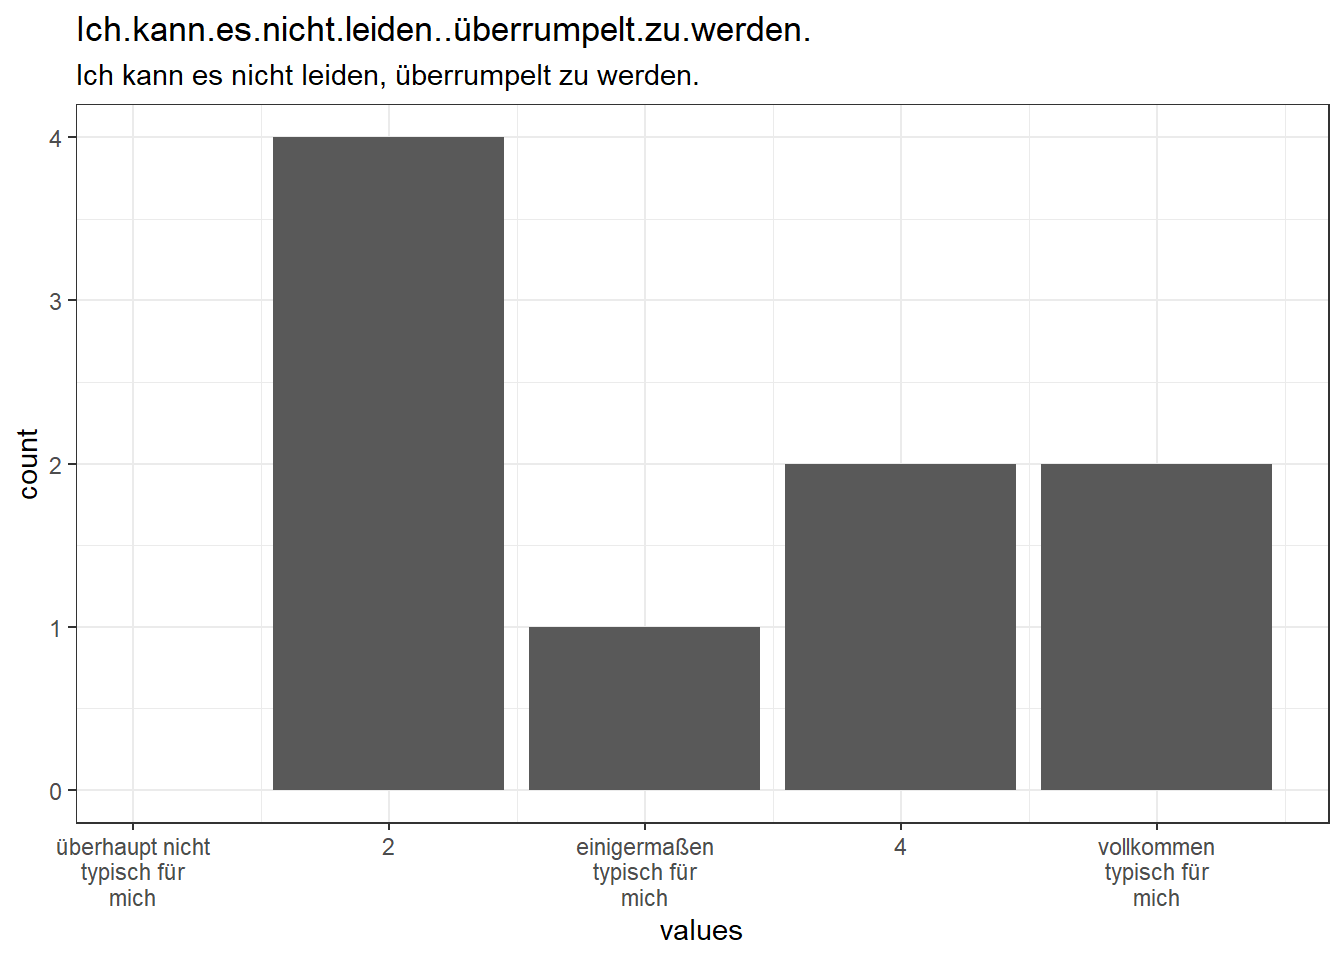 Ich.kann.es.nicht.leiden..überrumpelt.zu.werden.
Ich kann es nicht leiden, überrumpelt zu werden.
4
3
2
1
0
count
überhaupt nicht
typisch für
mich
2
einigermaßen
typisch für
mich
4
vollkommen
typisch für
mich
values